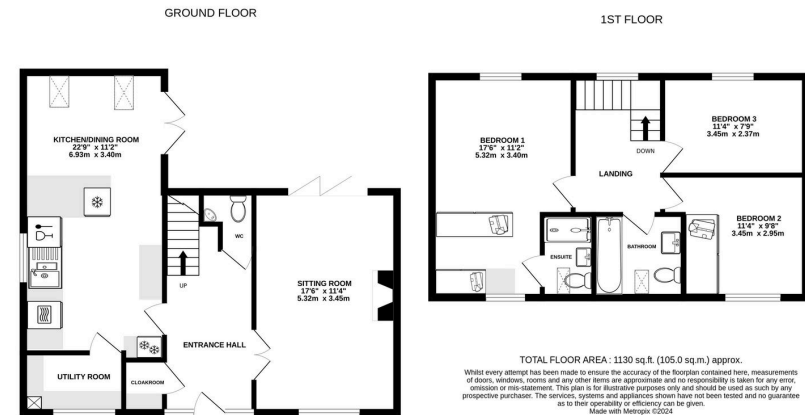 GROUND FLOOR
KITCHEN/DINING ROOM
22'9" x 11'2"
6.93m x 3.40m
WC
UP
SITTING ROOM
17'6" x 11'4"
5.32m x 3.45m
ENTRANCE HALL
UTILITY ROOM
CLOAKROOM
1ST FLOOR
BEDROOM 1
17'6" x 11'2"
5.32m x 3.40m
BEDROOM 3
11'4" x 7'9"
3.45m x 2.37m
DOWN
LANDING
BEDROOM 2
11'4" x 9'8"
3.45m x 2.95m
ENSUITE
BATHROOM
TOTAL FLOOR AREA : 1130 sq.ft. (105.0 sq.m.) approx.
Whilst every attempt has been made to ensure the accuracy of the floorplan contained here, measurements
of doors, windows, rooms and any other items are approximate and no responsibility is taken for any error,
omission or mis-statement. This plan is for illustrative purposes only and should be used as such by any
prospective purchaser. The services, systems and appliances shown have not been tested and no guarantee
as to their operability or efficiency can be given.
Made with Metropix ©2024